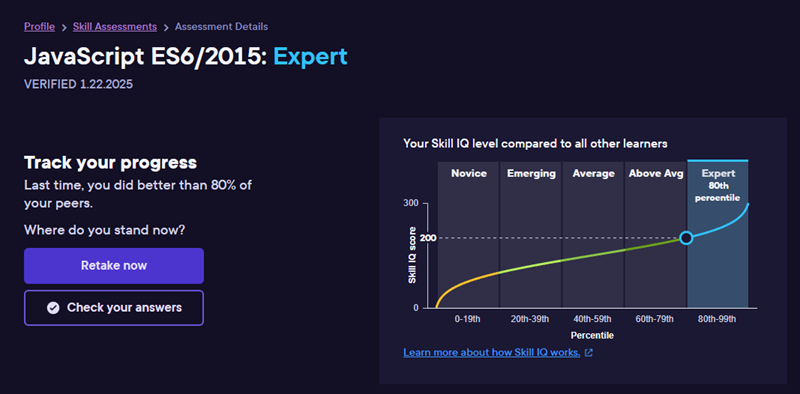 Profile > Skill Assessments > Assessment Details
JavaScript ES6/2015: Expert
VERIFIED 1.22.2025
Track your progress
Last time, you did better than 80% of
your peers.
Where do you stand now?
Retake now
Check your answers
Your Skill IQ level compared to all other learners
Novice Emerging Average Above Avg Expert
80th
percentile
300
200
0
Skill IQ score
0-19th 20th-39th 40th-59th 60th-79th 80th-99th
Percentile
Learn more about how Skill IQ works.